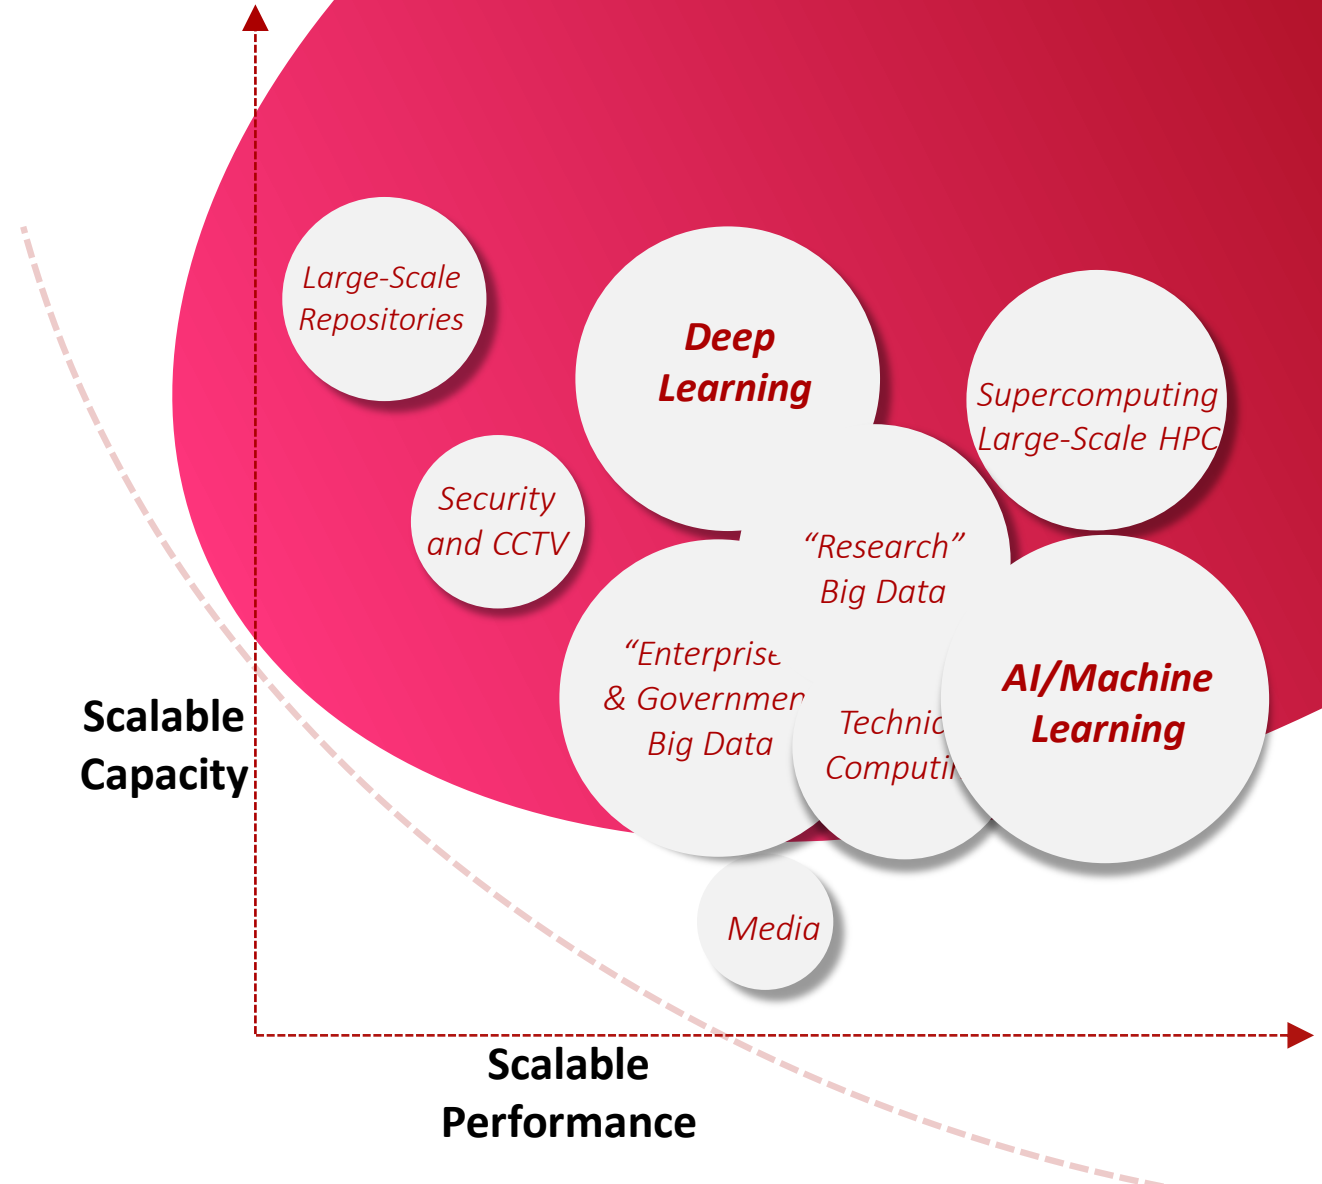 Large-Scale
Repositories
Deep
Learning
Supercomputing
Large-Scale HPC
Security
and CCTV
“Research”
Big Data
“Enterprise
& Governmen
Big Data
AI/Machine
Learning
Technic
Computi
Scalable
Capacity
Media
Scalable
Performance